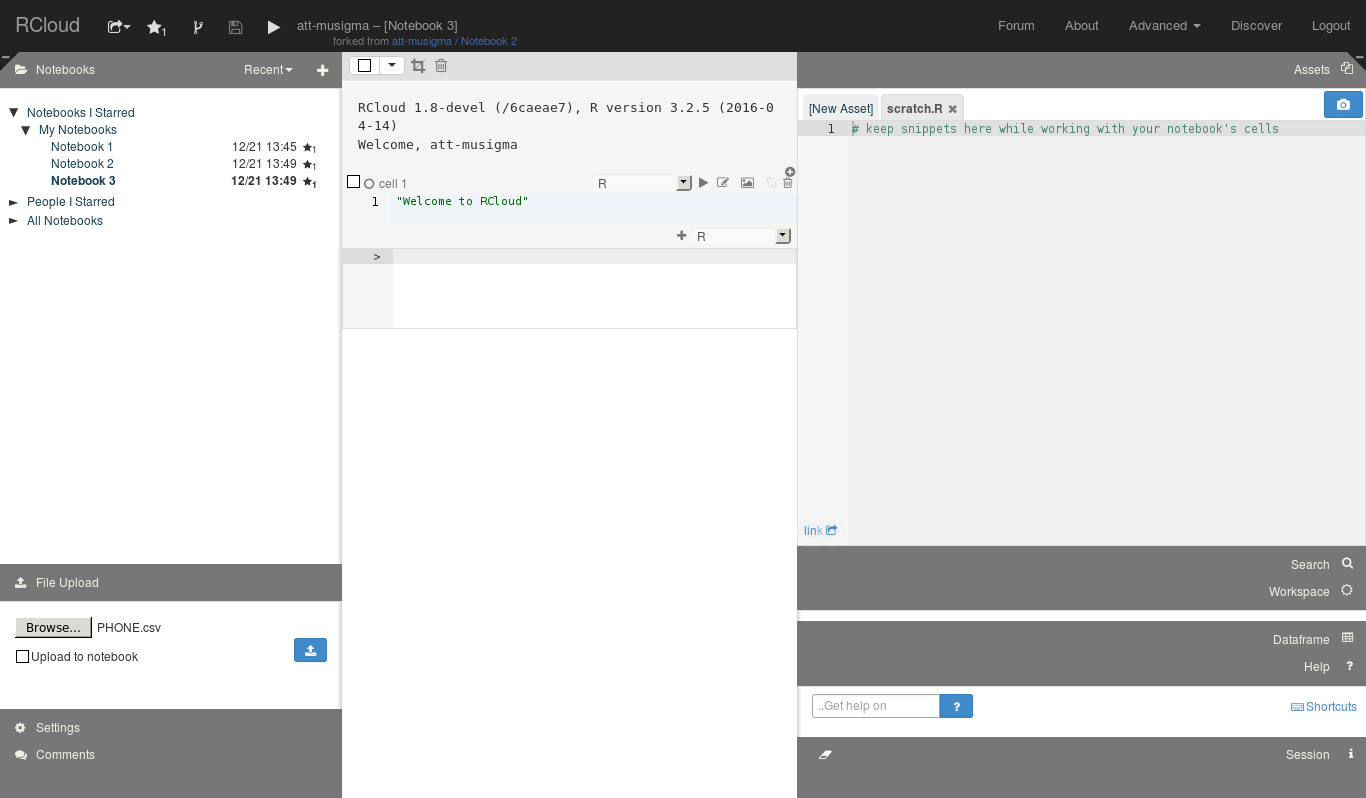 RCloud
1
att-musigma – [Notebook 3]
forked from att-musigma / Notebook 2
Forum
About
Advanced
Discover
Logout
Notebooks
Recent
Notebooks I Starred
My Notebooks
Notebook 1 12/21 13:45 1
Notebook 2 12/21 13:49 1
Notebook 3 12/21 13:49 1
People I Starred
All Notebooks
File Upload
Browse... PHONE.csv
Upload to notebook
Settings
Comments
RCloud 1.8-devel (/6caeae7), R version 3.2.5 (2016-0
4-14)
Welcome, att-musigma
cell 1 R
1 "Welcome to RCloud"
R
>
Assets
[New Asset] scratch.R
1 # keep snippets here while working with your notebook's cells
link
Search
Workspace
Dataframe
Help ?
..Get help on ? Shortcuts
Session